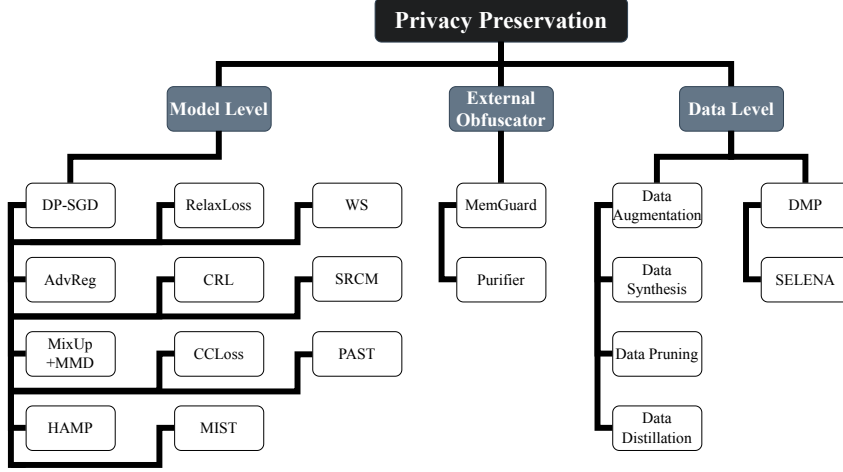 Privacy Preservation
Model Level
External
Obfuscator
Data Level
DP-SGD
RelaxLoss
WS
MemGuard
Data
Augmentation
DMP
AdvReg
CRL
SRCM
Purifier
Data
Synthesis
SELENA
MixUp
+MMD
CCLoss
PAST
Data Pruning
HAMP
MIST
Data
Distillation